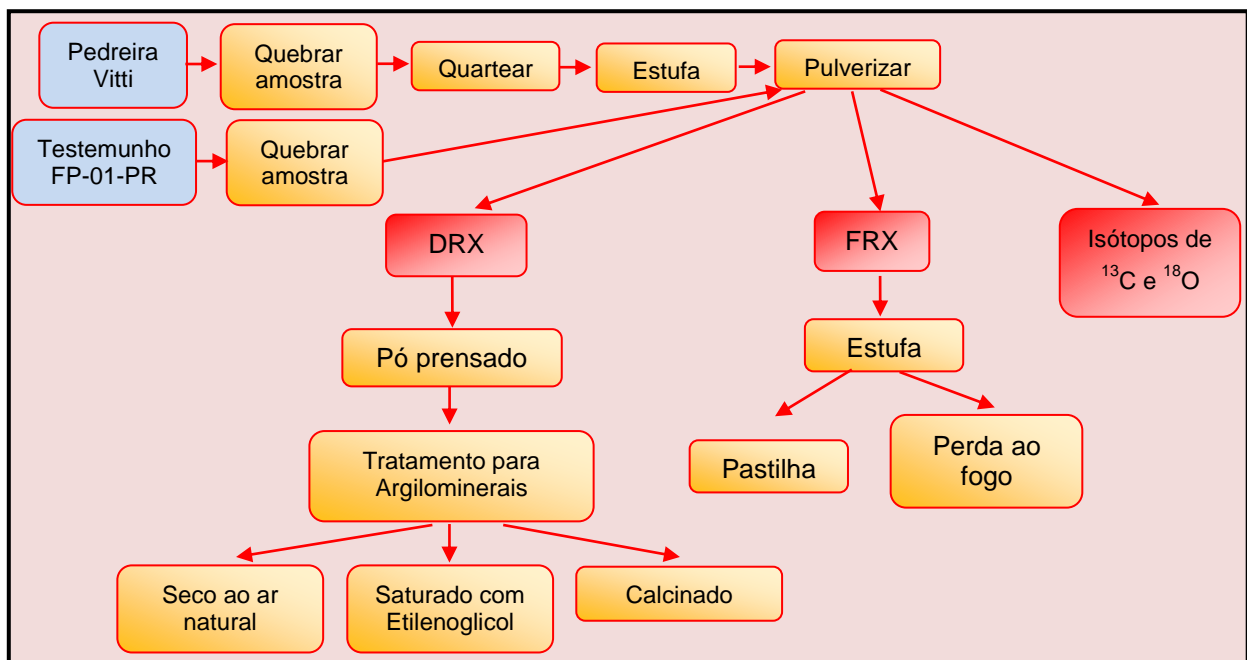 Pedreira
Vitti
Quebrar
amostra
Quartear
Estufa
Pulverizar
Testemunho
FP-01-PR
Quebrar
amostra
DRX
FRX
Isótopos de
¹³C e ¹⁸O
Pó prensado
Estufa
Tratamento para
Argilominerais
Pastilha
Perda ao
fogo
Seco ao ar
natural
Saturado com
Etilenoglicol
Calcinado